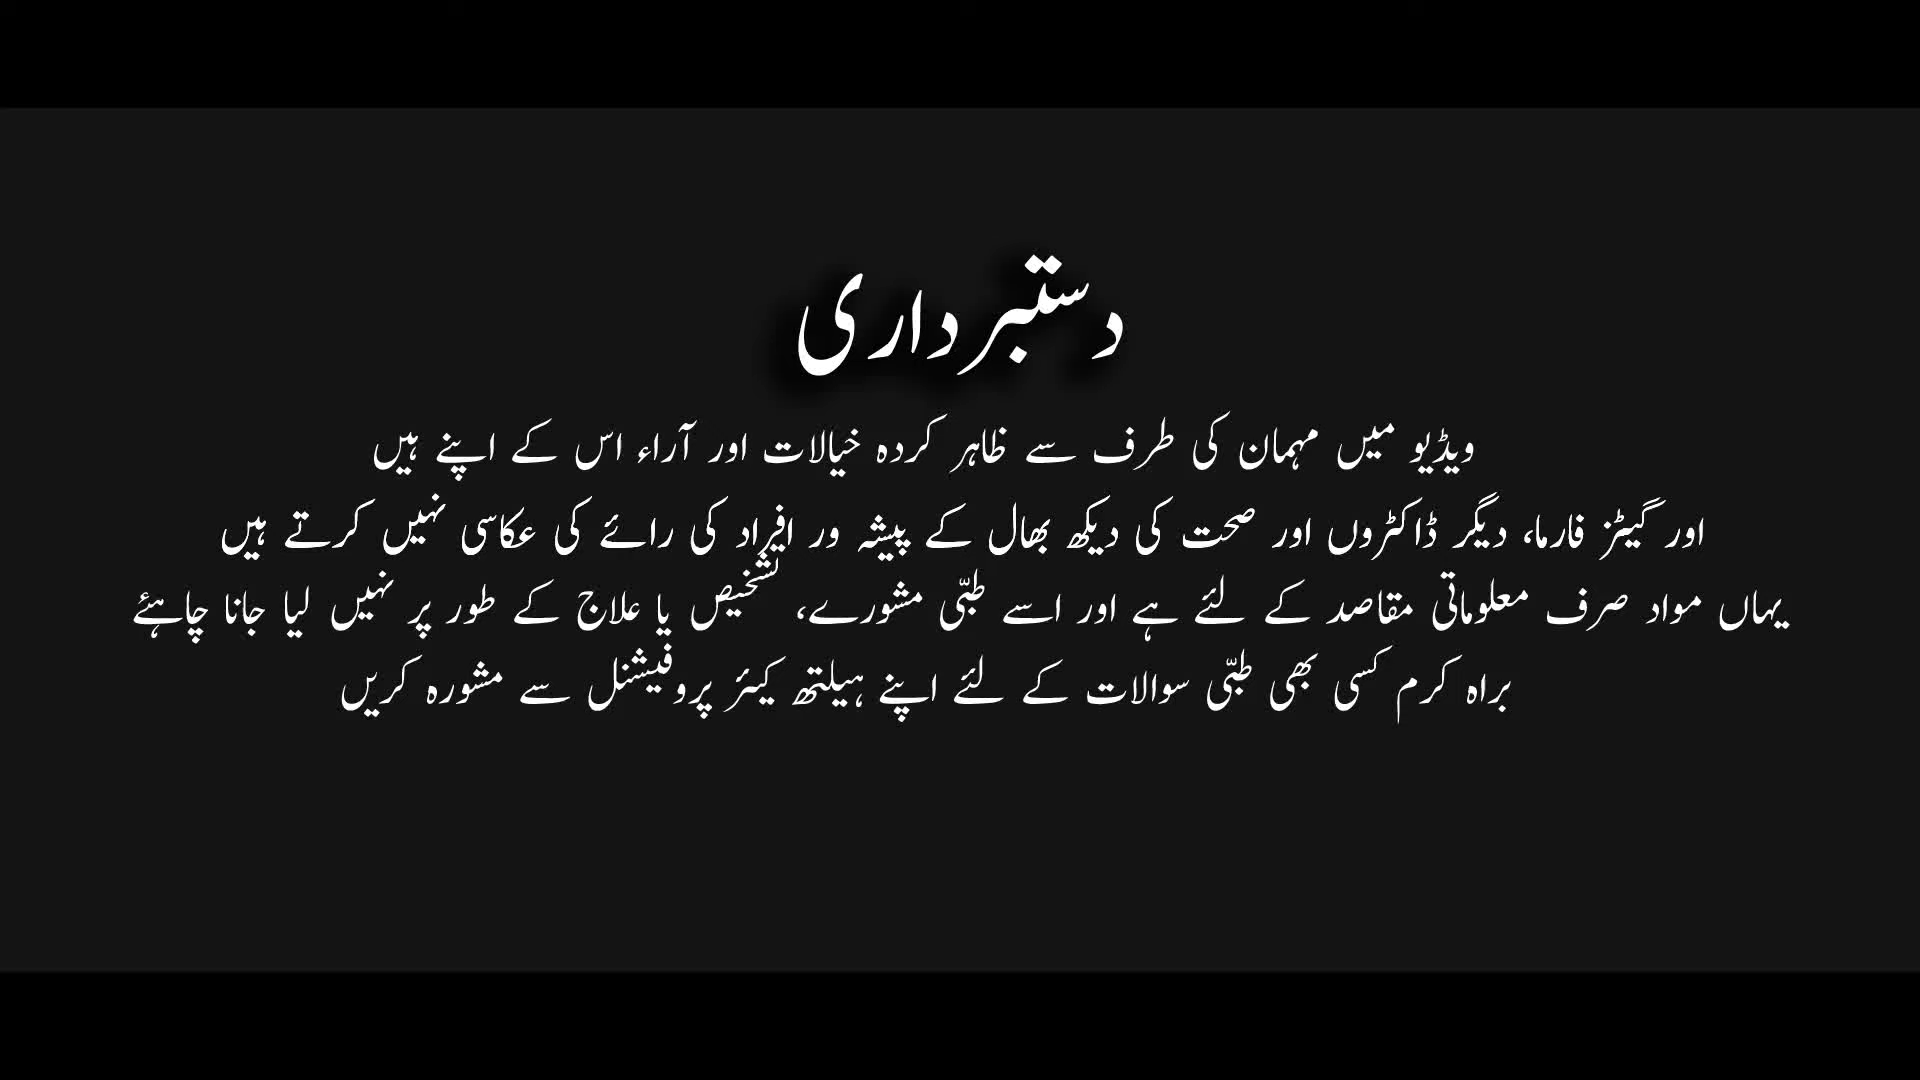 دستبرداری
ویڈیو میں مہمان کی طرف سے ظاہر کردہ خیالات اور آراء اس کے اپنے ہیں
اور گیٹز فارما، دیگر ڈاکٹروں اور صحت کی دیکھ بھال کے پیشہ ور افراد کی رائے کی عکاسی نہیں کرتے ہیں
یہاں مواد صرف معلوماتی مقاصد کے لئے ہے اور اسے طبّی مشورے، تشخیص یا علاج کے طور پر نہیں لیا جانا چاہئے
براہ کرم کسی بھی طبّی سوالات کے لئے اپنے ہیلتھ کیئر پروفیشنل سے مشورہ کریں